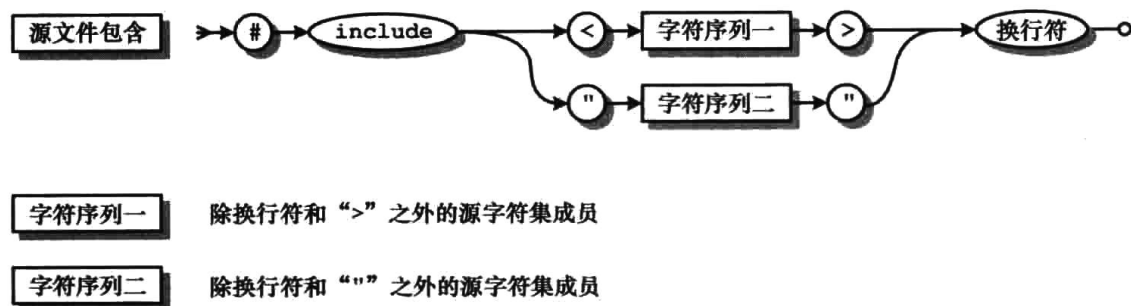 源文件包含 # include < 字符序列一 > 换行符
" 字符序列二 "
字符序列一 除换行符和“>”之外的源字符集成员
字符序列二 除换行符和“"”之外的源字符集成员